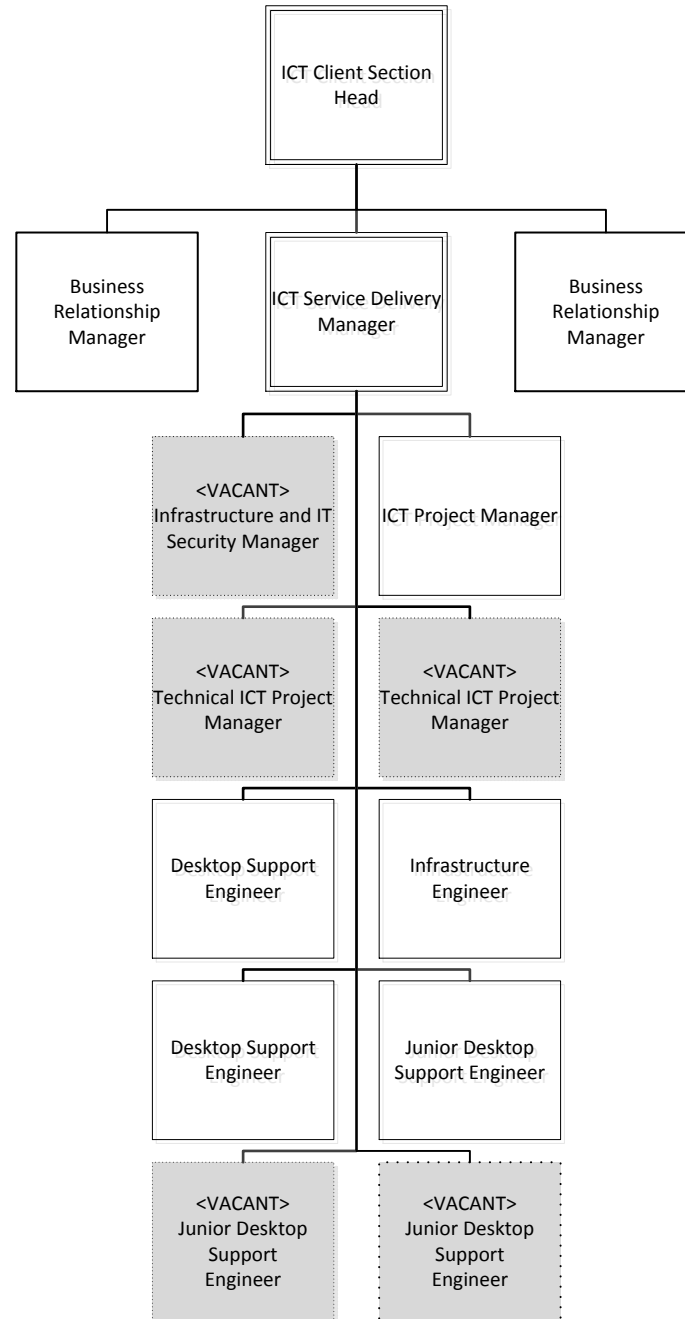 ICT Client Section
Head
Business
Relationship
Manager
ICT Service Delivery
Manager
Business
Relationship
Manager
<VACANT>
Infrastructure and IT
Security Manager
ICT Project Manager
<VACANT>
Technical ICT Project
Manager
<VACANT>
Technical ICT Project
Manager
Desktop Support
Engineer
Infrastructure
Engineer
Desktop Support
Engineer
Junior Desktop
Support Engineer
<VACANT>
Junior Desktop
Support
Engineer
<VACANT>
Junior Desktop
Support
Engineer